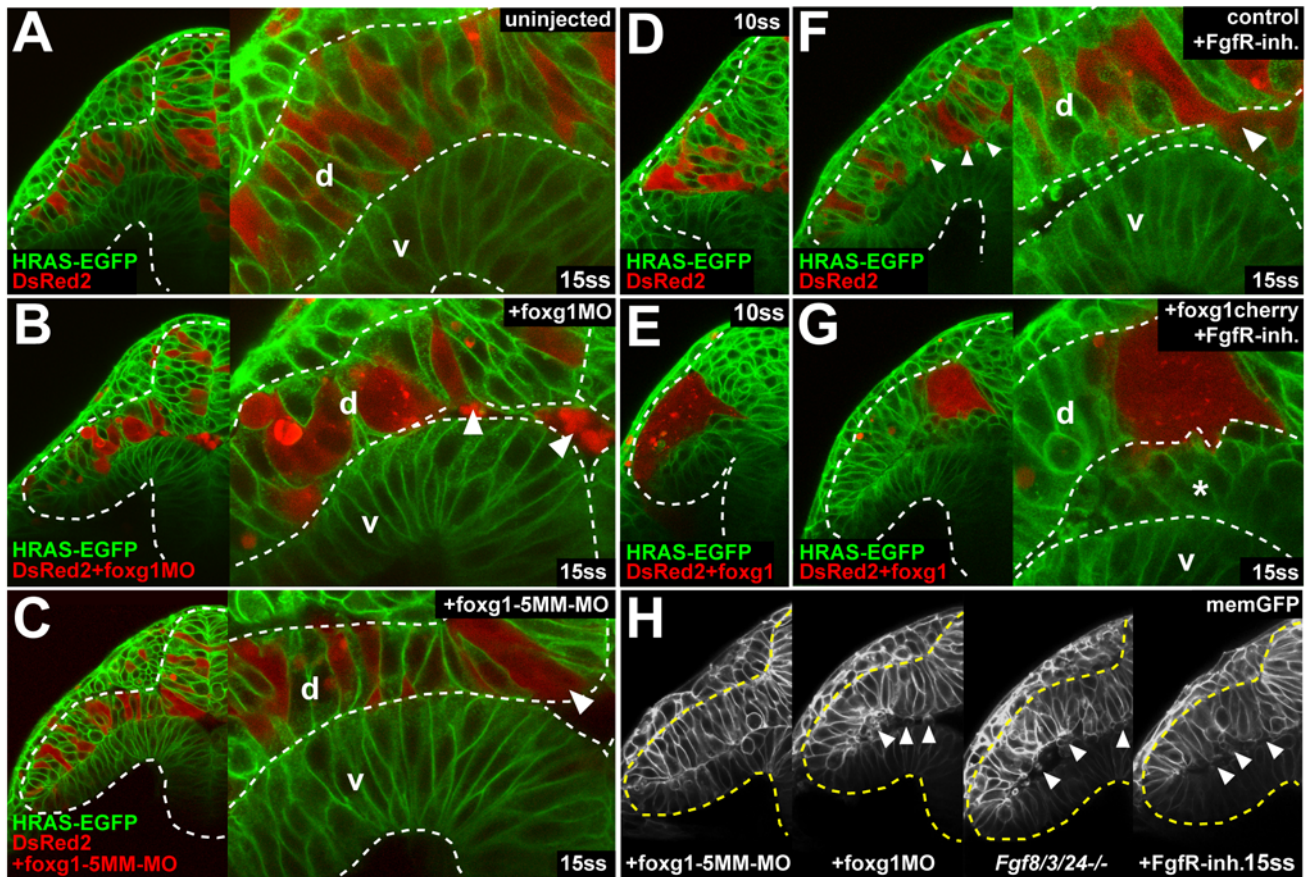 A
uninjected
d
v
HRAS-EGFP
DsRed2
15ss
B
+foxg1MO
d
v
HRAS-EGFP
DsRed2+foxg1MO
15ss
C
+foxg1-5MM-MO
d
v
HRAS-EGFP
DsRed2
+foxg1-5MM-MO
15ss
D
10ss
HRAS-EGFP
DsRed2
E
10ss
HRAS-EGFP
DsRed2+foxg1
F
control
+FgfR-inh.
d
v
HRAS-EGFP
DsRed2
15ss
G
+foxg1cherry
+FgfR-inh.
d
*
v
HRAS-EGFP
DsRed2+foxg1
15ss
H
memGFP
+foxg1-5MM-MO
+foxg1MO
Fgf8/3/24-/-
+FgfR-inh.15ss